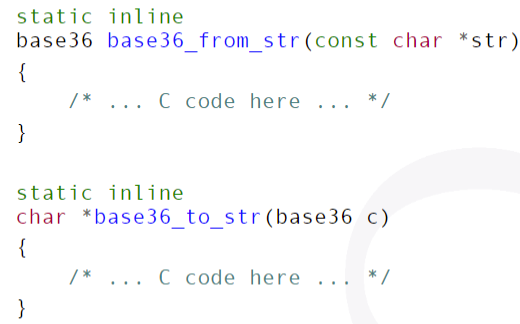 static inline
base36 base36_from_str(const char *str)
{
    /* ... C code here ... */
}
static inline
char *base36_to_str(base36 c)
{
    /* ... C code here ... */
}